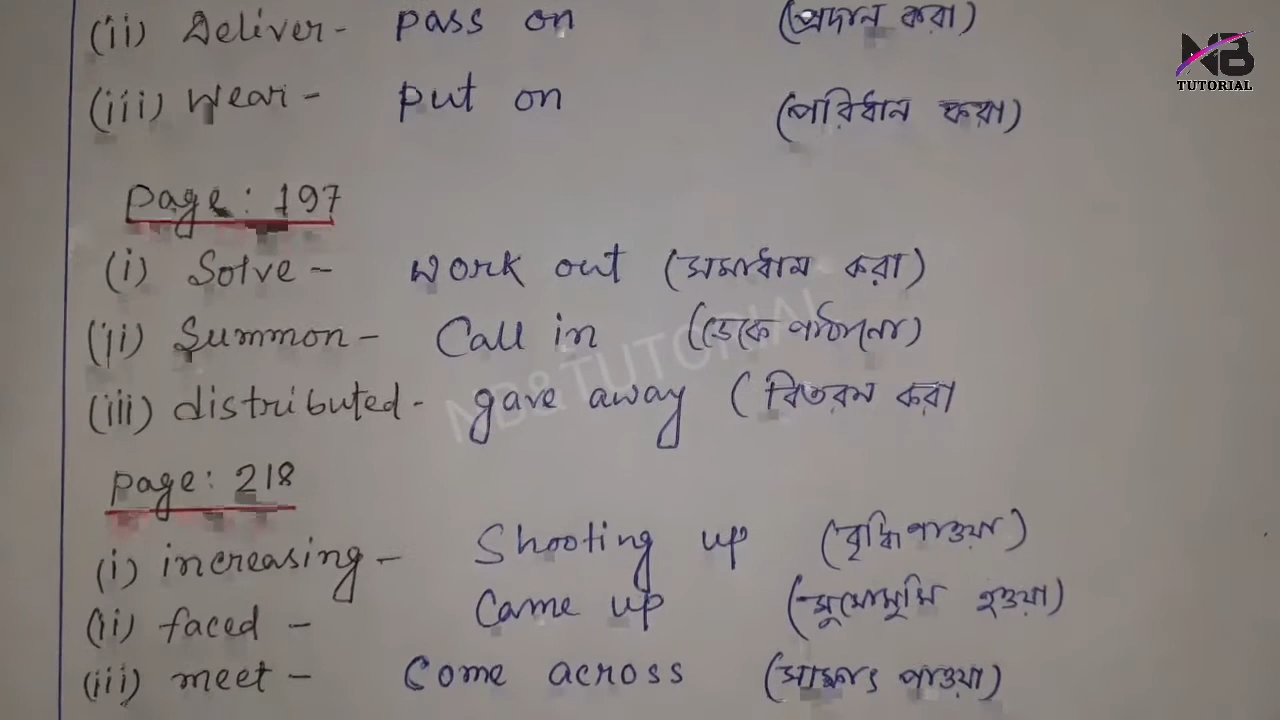 (ii) Deliver - pass on (প্রদান করা)
NB
TUTORIAL
(iii) Wear - put on (পরিধান করা)
Page: 197
(i) Solve - work out (সমাধান করা)
(ii) Summon - Call in (ডেকে পাঠানো)
NB&TUTORIAL
(iii) distributed - gave away (বিতরণ করা
page: 218
(i) increasing - Shooting up (বৃদ্ধি পাওয়া)
(ii) faced - Came up (মুখোমুখি হওয়া)
(iii) meet - Come across (সাক্ষাৎ পাওয়া)